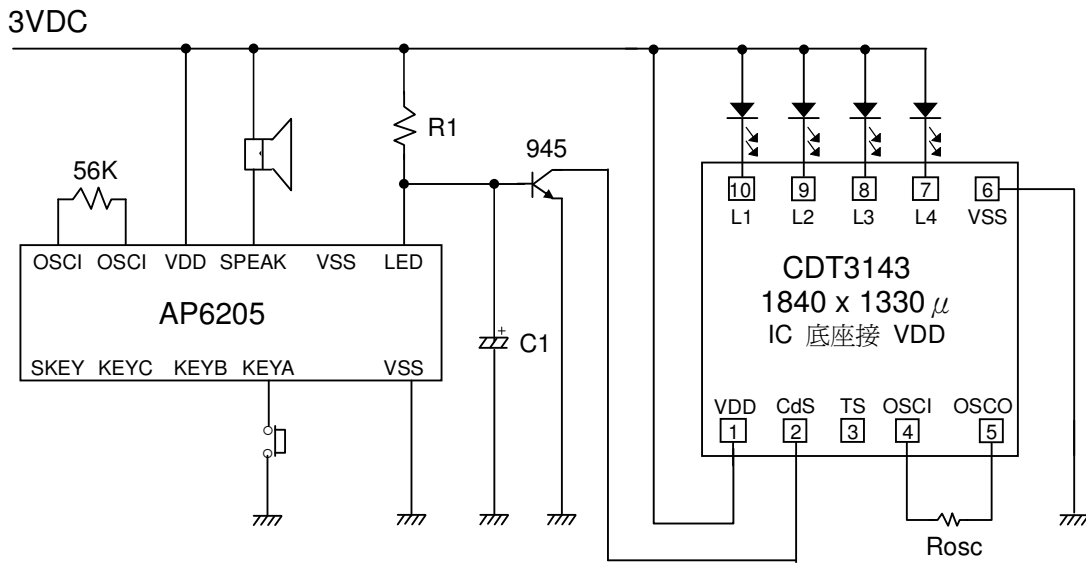 3VDC
R1
945
56K
10 9 8 7 6
L1 L2 L3 L4 VSS
OSCI OSCI VDD SPEAK VSS LED
AP6205
SKEY KEYC KEYB KEYA VSS
C1
CDT3143
1840 x 1330 μ
IC 底座接 VDD
VDD CdS TS OSCI OSCO
1 2 3 4 5
+
Rosc